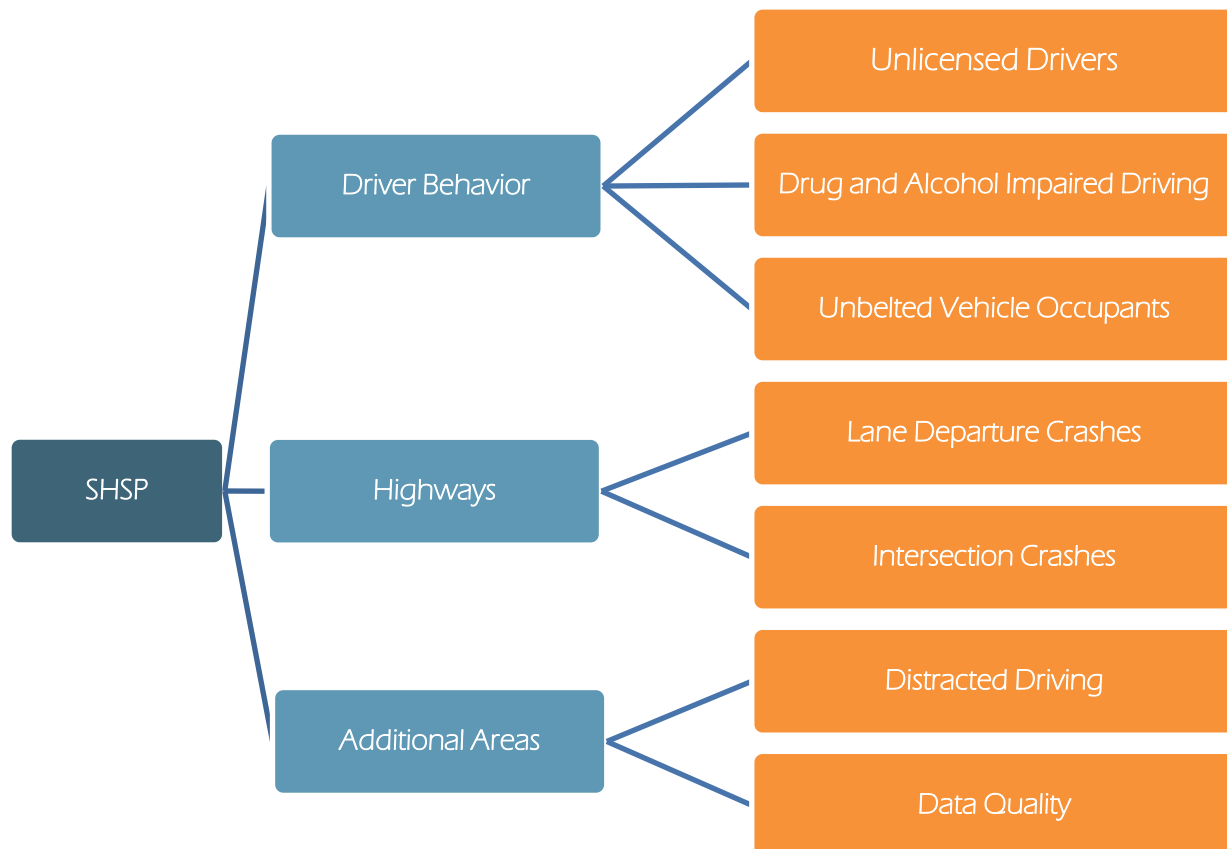 Unlicensed Drivers
Driver Behavior
Drug and Alcohol Impaired Driving
Unbelted Vehicle Occupants
Lane Departure Crashes
SHSP
Highways
Intersection Crashes
Distracted Driving
Additional Areas
Data Quality